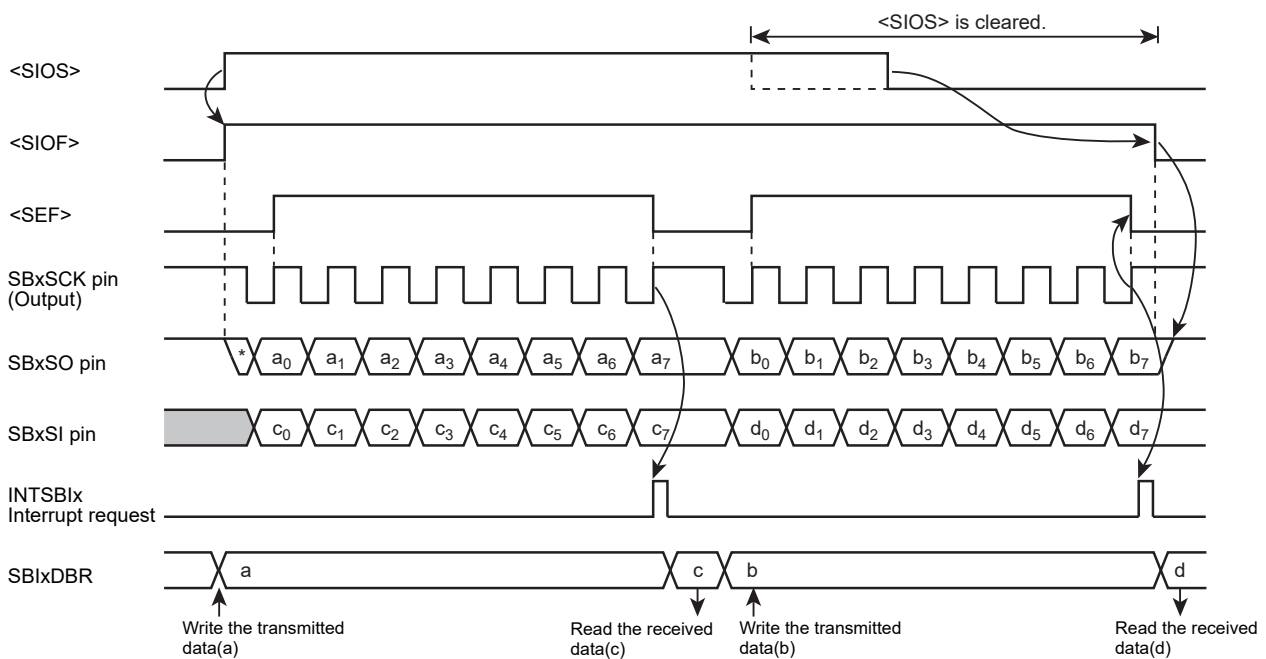 <SIOS> is cleared.
<SIOS>
<SIOF>
<SEF>
SBxSCK pin
(Output)
SBxSO pin
* a0 a1 a2 a3 a4 a5 a6 a7 b0 b1 b2 b3 b4 b5 b6 b7
SBxSI pin
c0 c1 c2 c3 c4 c5 c6 c7 d0 d1 d2 d3 d4 d5 d6 d7
INTSBIx
Interrupt request
SBIxDBR
a c b d
Write the transmitted
data(a)
Read the received
data(c)
Write the transmitted
data(b)
Read the received
data(d)